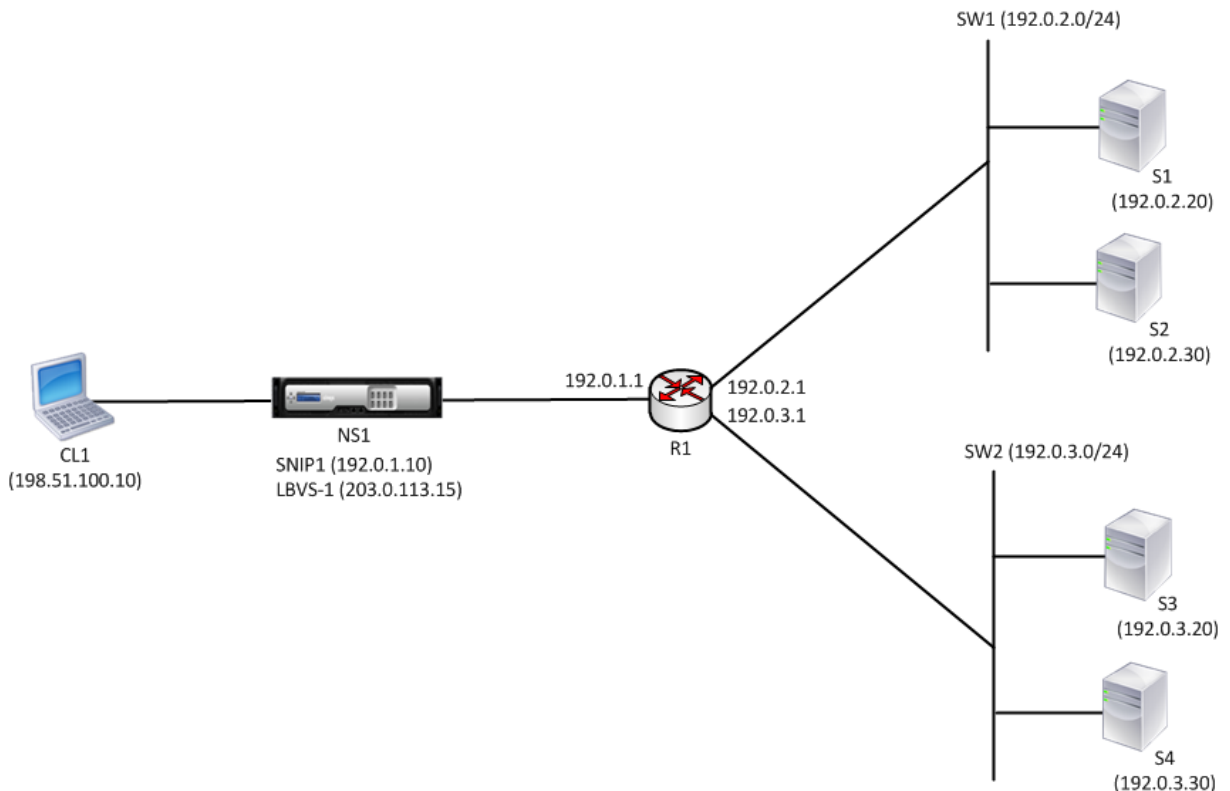 SW1 (192.0.2.0/24)
S1
(192.0.2.20)
S2
(192.0.2.30)
CL1
(198.51.100.10)
NS1
SNIP1 (192.0.1.10)
LBVS-1 (203.0.113.15)
192.0.1.1
192.0.2.1
192.0.3.1
R1
SW2 (192.0.3.0/24)
S3
(192.0.3.20)
S4
(192.0.3.30)